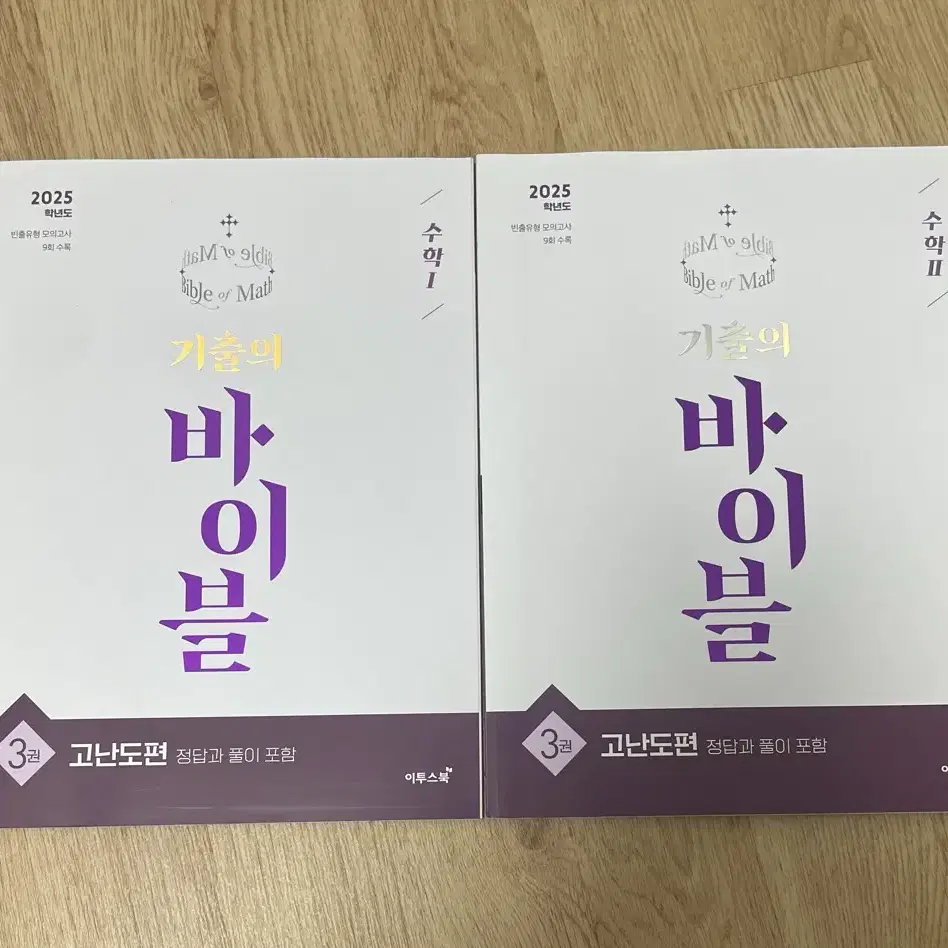 2025
학년도
빈출유형 모의고사
9회 수록
수학 I
Bible of Math
Bible of Math
기출의
바이블
3권
고난도편 정답과 풀이 포함
이투스북
2025
학년도
빈출유형 모의고사
9회 수록
수학 II
Bible of Math
Bible of Math
기출의
바이블
3권
고난도편 정답과 풀이 포함